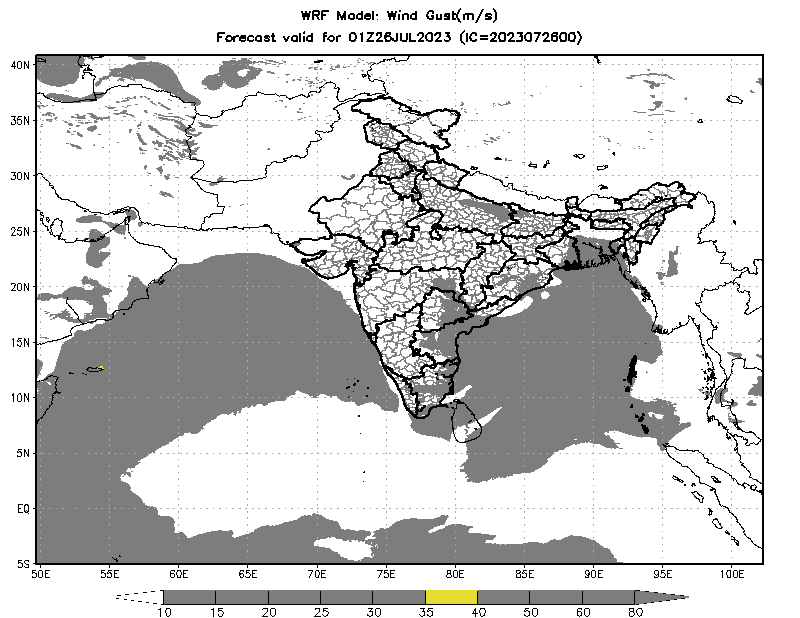 WRF Model: Wind Gust(m/s)
Forecast valid for 01Z26JUL2023 (IC=2023072600)
40N
35N
30N
25N
20N
15N
10N
5N
EQ
5S
50E 55E 60E 65E 70E 75E 80E 85E 90E 95E 100E
10 15 20 25 30 35 40 50 60 80